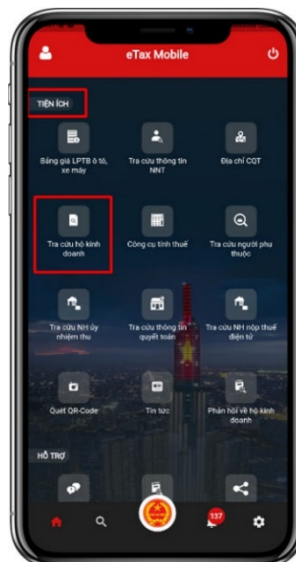 eTax Mobile
TIỆN ÍCH
Bảng giá LPTB ô tô,
xe máy
Tra cứu thông tin
NNT
Địa chỉ CQT
Tra cứu hộ kinh
doanh
Công cụ tính thuế
Tra cứu người phụ
thuộc
Tra cứu NH ủy
nhiệm thu
Tra cứu thông tin
quyết toán
Tra cứu NH nộp thuế
điện tử
Quét QR-Code
Tin tức
Phản hồi về hộ kinh
doanh
HỖ TRỢ
137